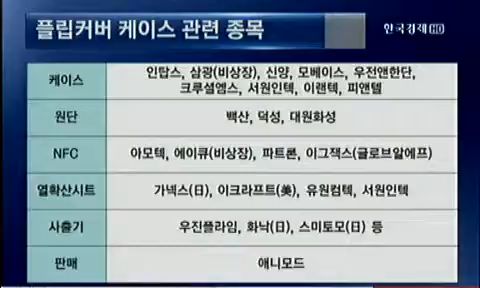 플립커버 케이스 관련 종목
한국경제 HD
케이스
인탑스, 삼광(비상장), 신양, 모베이스, 우전앤한단,
크루셜엠스, 서원인텍, 이랜텍, 피앤텔
원단
백산, 덕성, 대원화성
NFC
아모텍, 에이큐(비상장), 파트론, 이그잭스(글로브알에프)
열확산시트
가넥스(日), 이크라프트(美), 유원컴텍, 서원인텍
사출기
우진플라임, 화낙(日), 스미토모(日) 등
판매
애니모드